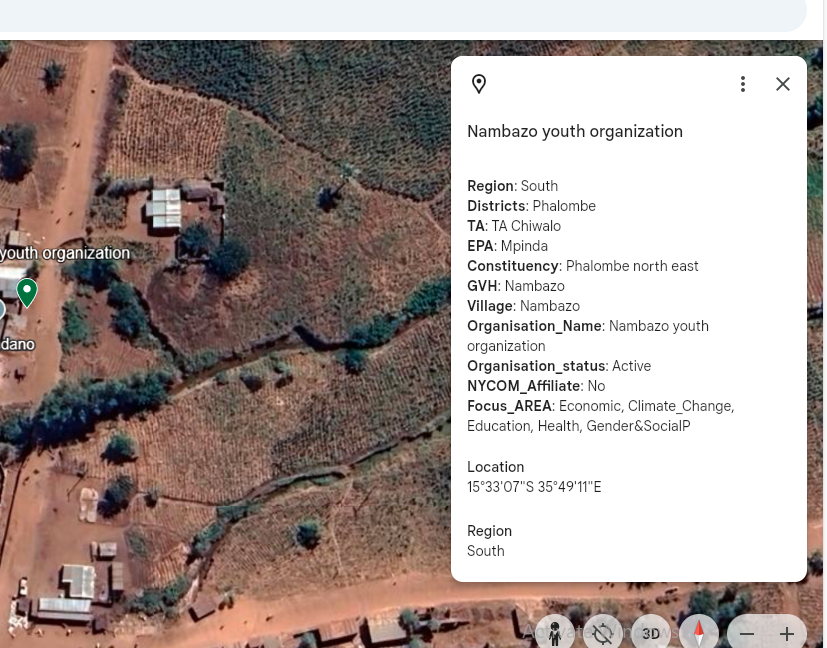 Nambazo youth organization
Region: South
Districts: Phalombe
TA: TA Chiwalo
EPA: Mpinda
Constituency: Phalombe north east
GVH: Nambazo
Village: Nambazo
Organisation_Name: Nambazo youth
organization
Organisation_status: Active
NYCOM_Affiliate: No
Focus_AREA: Economic, Climate_Change,
Education, Health, Gender&SocialP
Location
15°33'07"S 35°49'11"E
Region
South
youth organization
dano
3D